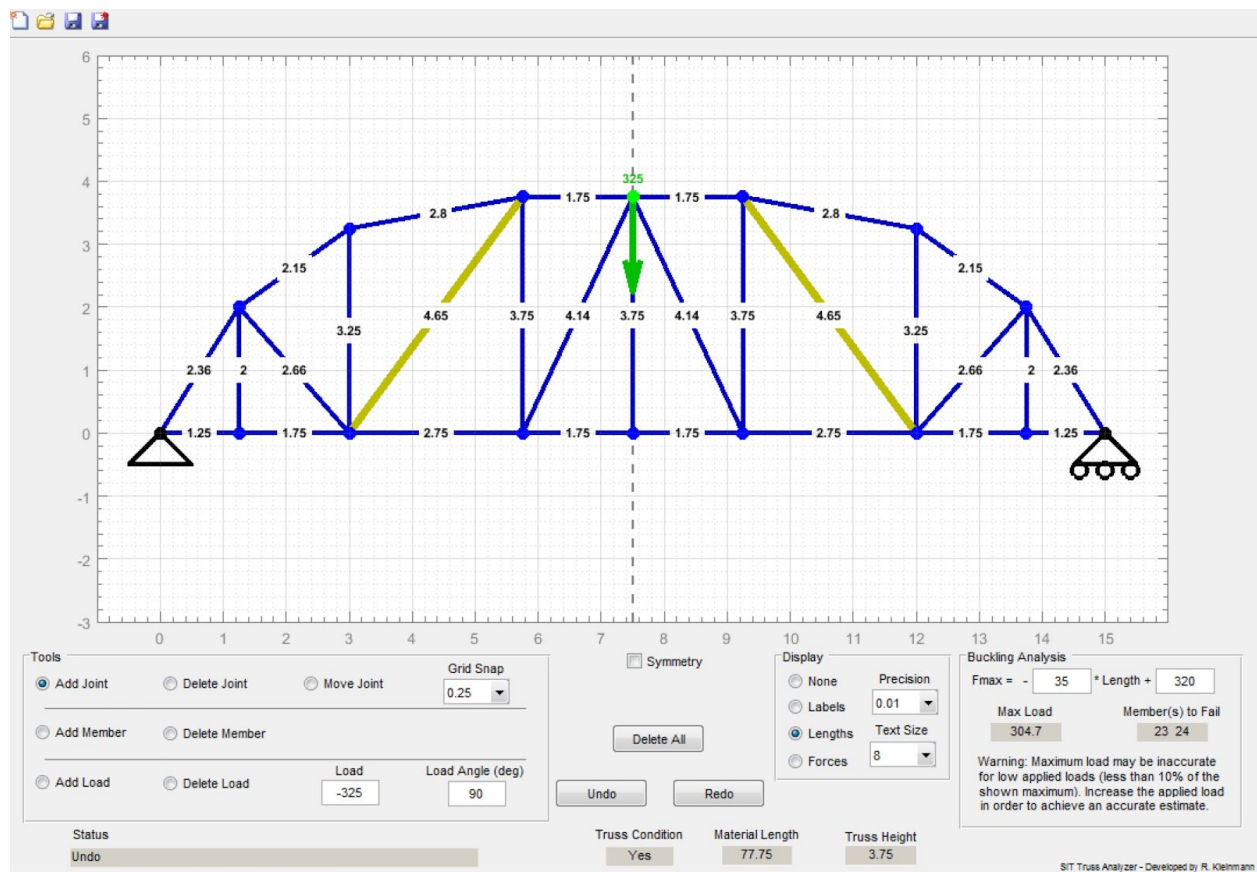 6
5
325
4
1.75 1.75
2.8 2.8
3
2.15 2.15
2
3.25 4.65 3.75 4.14 3.75 4.14 3.75 4.65 3.25
1
2.36 2 2.66 2.66 2 2.36
0
1.25 1.75 2.75 1.75 1.75 2.75 1.75 1.25
-1
-2
-3
0 1 2 3 4 5 6 7 8 9 10 11 12 13 14 15
Tools
Add Joint Delete Joint Move Joint Grid Snap
0.25
Add Member Delete Member
Add Load Delete Load Load Load Angle (deg)
-325 90
Symmetry
Delete All
Undo Redo
Display
None Precision
Labels 0.01
Lengths Text Size
Forces 8
Buckling Analysis
Fmax = - 35 * Length + 320
Max Load Member(s) to Fail
304.7 23 24
Warning: Maximum load may be inaccurate
for low applied loads (less than 10% of the
shown maximum). Increase the applied load
in order to achieve an accurate estimate.
Status Truss Condition Material Length Truss Height
Undo Yes 77.75 3.75
SIT Truss Analyzer - Developed by R. Kleinmann